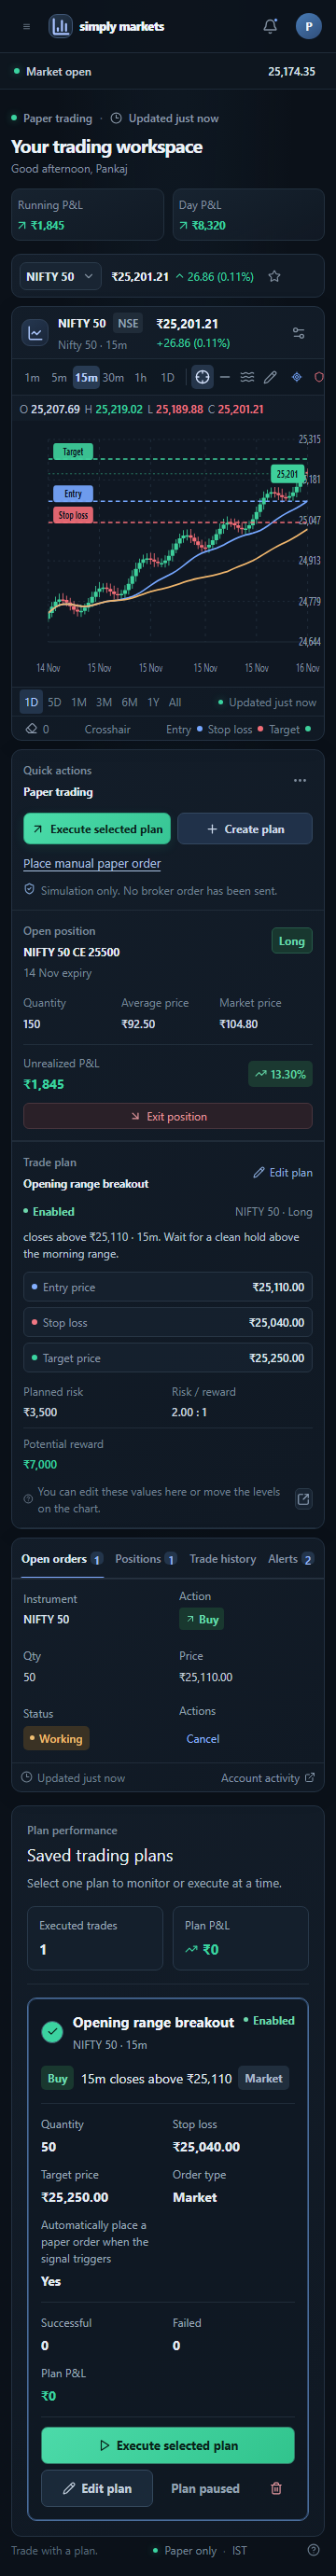 simply markets
P
Market open 25,174.35
Paper trading · Updated just now
Your trading workspace
Good afternoon, Pankaj
Running P&L
₹1,845
Day P&L
₹8,320
NIFTY 50 ₹25,201.21 26.86 (0.11%)
NIFTY 50 NSE ₹25,201.21
Nifty 50 · 15m +26.86 (0.11%)
1m 5m 15m 30m 1h 1D
O 25,207.69 H 25,219.02 L 25,189.88 C 25,201.21
25,315
Target
25,201
25,181
Entry
Stop loss
25,047
24,913
24,779
24,644
14 Nov 15 Nov 15 Nov 15 Nov 15 Nov 16 Nov
1D 5D 1M 3M 6M 1Y All Updated just now
0 Crosshair Entry Stop loss Target
Quick actions
Paper trading
Execute selected plan
Create plan
Place manual paper order
Simulation only. No broker order has been sent.
Open position
NIFTY 50 CE 25500
Long
14 Nov expiry
Quantity Average price Market price
150 ₹92.50 ₹104.80
Unrealized P&L
₹1,845
13.30%
Exit position
Trade plan
Opening range breakout
Edit plan
Enabled NIFTY 50 · Long
closes above ₹25,110 · 15m. Wait for a clean hold above
the morning range.
Entry price ₹25,110.00
Stop loss ₹25,040.00
Target price ₹25,250.00
Planned risk Risk / reward
₹3,500 2.00 : 1
Potential reward
₹7,000
You can edit these values here or move the levels
on the chart.
Open orders 1 Positions 1 Trade history Alerts 2
Instrument Action
NIFTY 50 Buy
Qty Price
50 ₹25,110.00
Status Actions
Working Cancel
Updated just now Account activity
Plan performance
Saved trading plans
Select one plan to monitor or execute at a time.
Executed trades
1
Plan P&L
₹0
Opening range breakout Enabled
NIFTY 50 · 15m
Buy 15m closes above ₹25,110 Market
Quantity Stop loss
50 ₹25,040.00
Target price Order type
₹25,250.00 Market
Automatically place a
paper order when the
signal triggers
Yes
Successful Failed
0 0
Plan P&L
₹0
Execute selected plan
Edit plan Plan paused
Trade with a plan. Paper only · IST